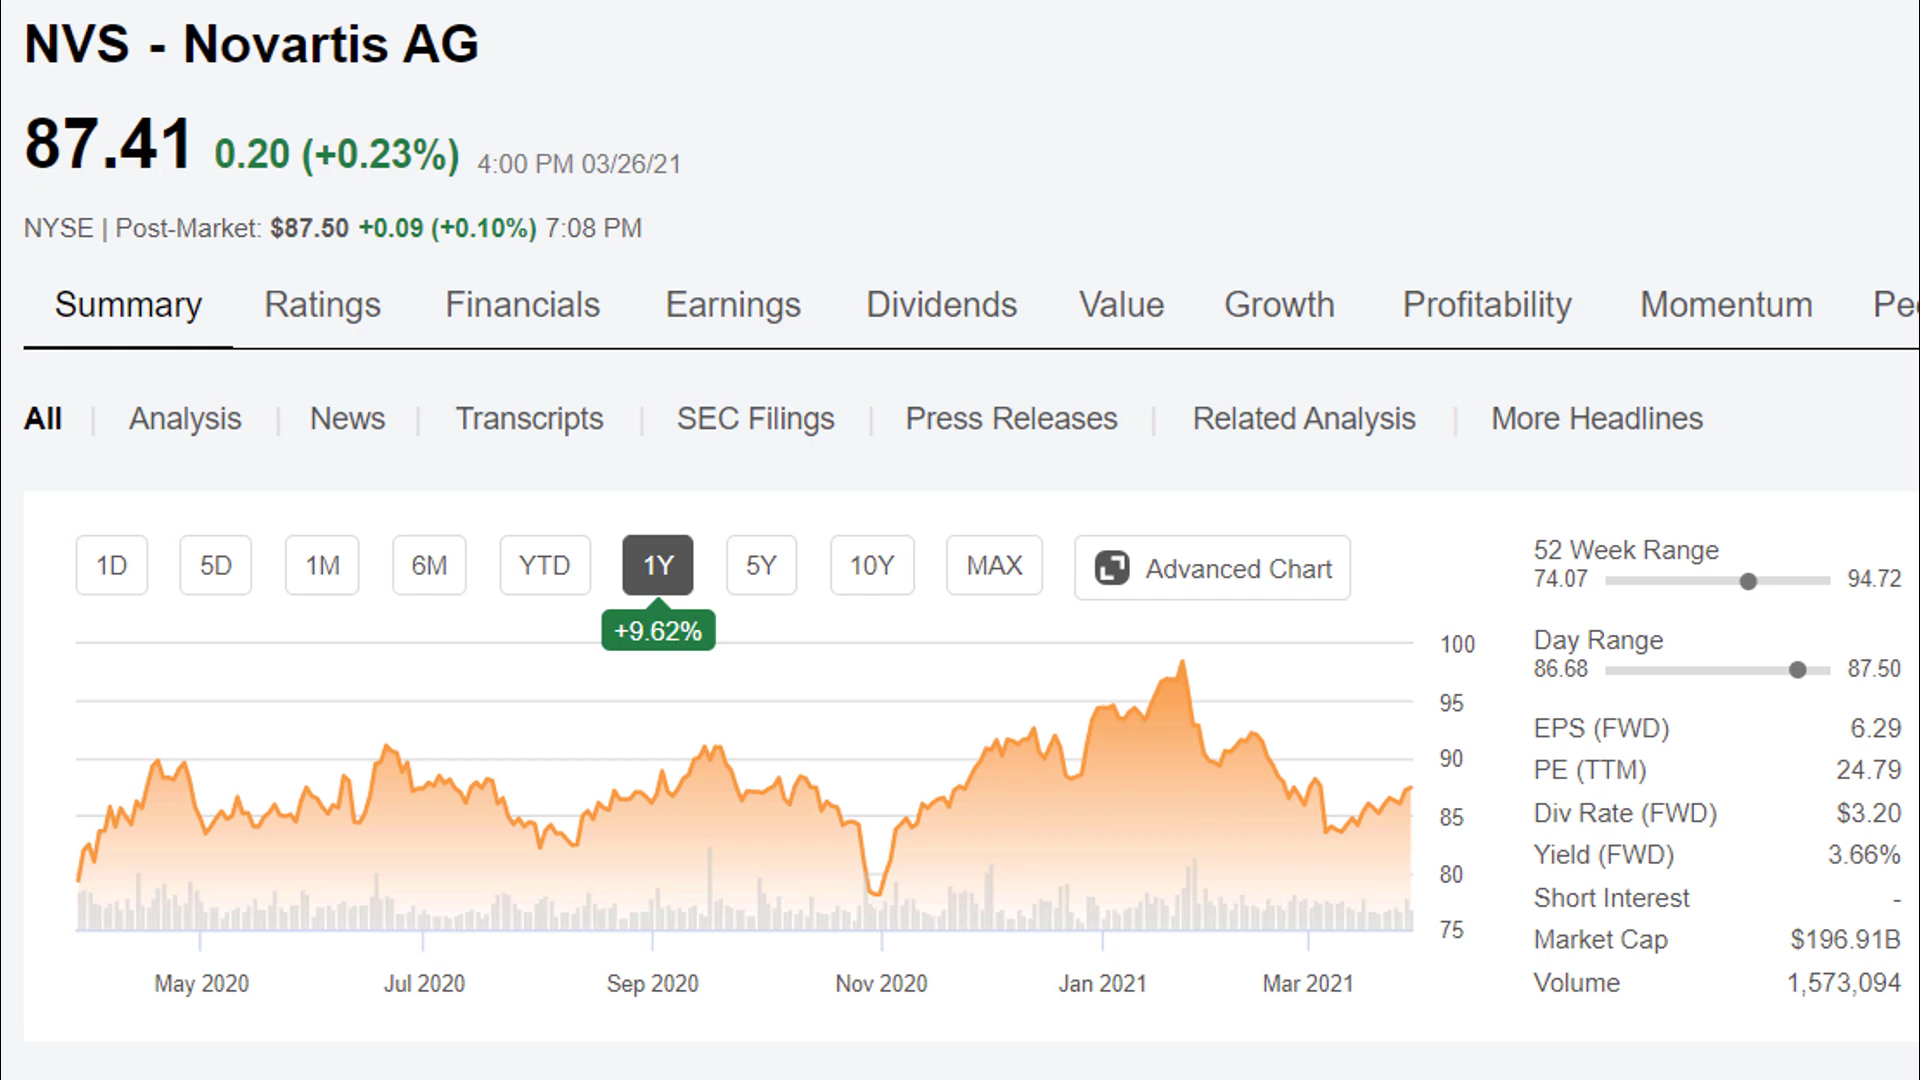 NVS - Novartis AG
87.41 0.20 (+0.23%) 4:00 PM 03/26/21
NYSE | Post-Market: $87.50 +0.09 (+0.10%) 7:08 PM
Summary Ratings Financials Earnings Dividends Value Growth Profitability Momentum
All | Analysis | News | Transcripts | SEC Filings | Press Releases | Related Analysis | More Headlines
1D 5D 1M 6M YTD 1Y 5Y 10Y MAX Advanced Chart
+9.62%
100
95
90
85
80
75
May 2020 Jul 2020 Sep 2020 Nov 2020 Jan 2021 Mar 2021
52 Week Range
74.07 94.72
Day Range
86.68 87.50
EPS (FWD) 6.29
PE (TTM) 24.79
Div Rate (FWD) $3.20
Yield (FWD) 3.66%
Short Interest -
Market Cap $196.91B
Volume 1,573,094